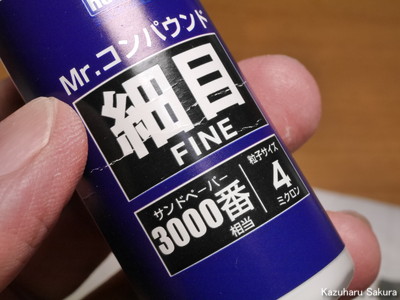 Mr.コンパウンド
細目
FINE
サンドペーパー
3000番
相当
粒子サイズ
4
ミクロン
Kazuharu Sakura